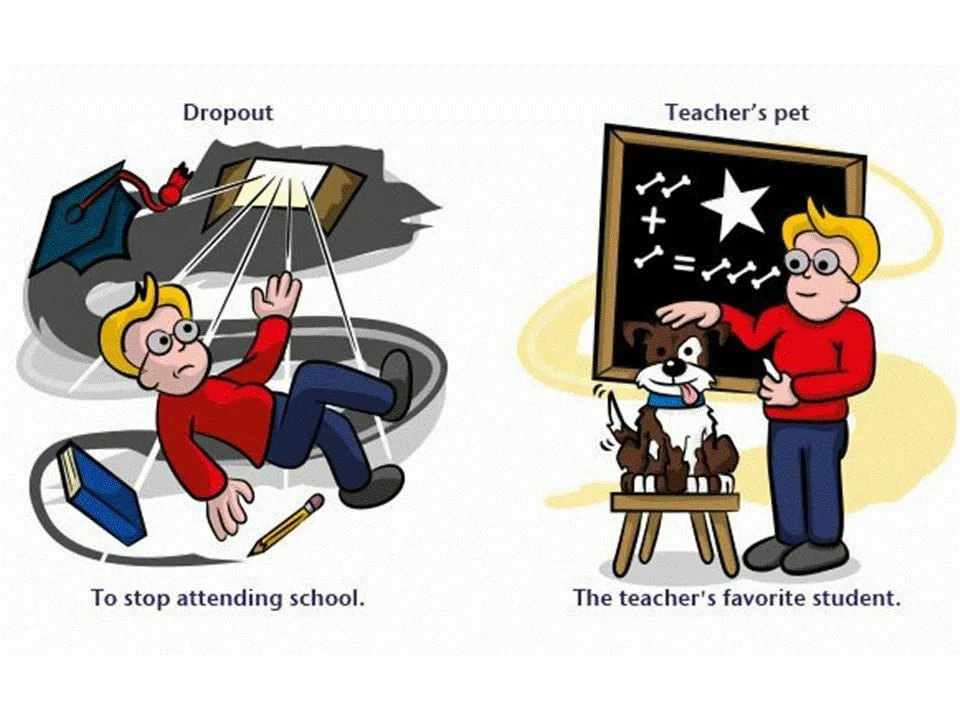 Dropout
Teacher’s pet
+
=
To stop attending school.
The teacher's favorite student.